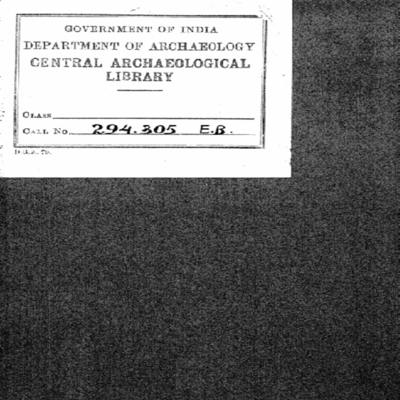 GOVERNMENT OF INDIA
DEPARTMENT OF ARCHAEOLOGY
CENTRAL ARCHAEOLOGICAL
LIBRARY
CLASS
CALL No. 294.305 E.B.